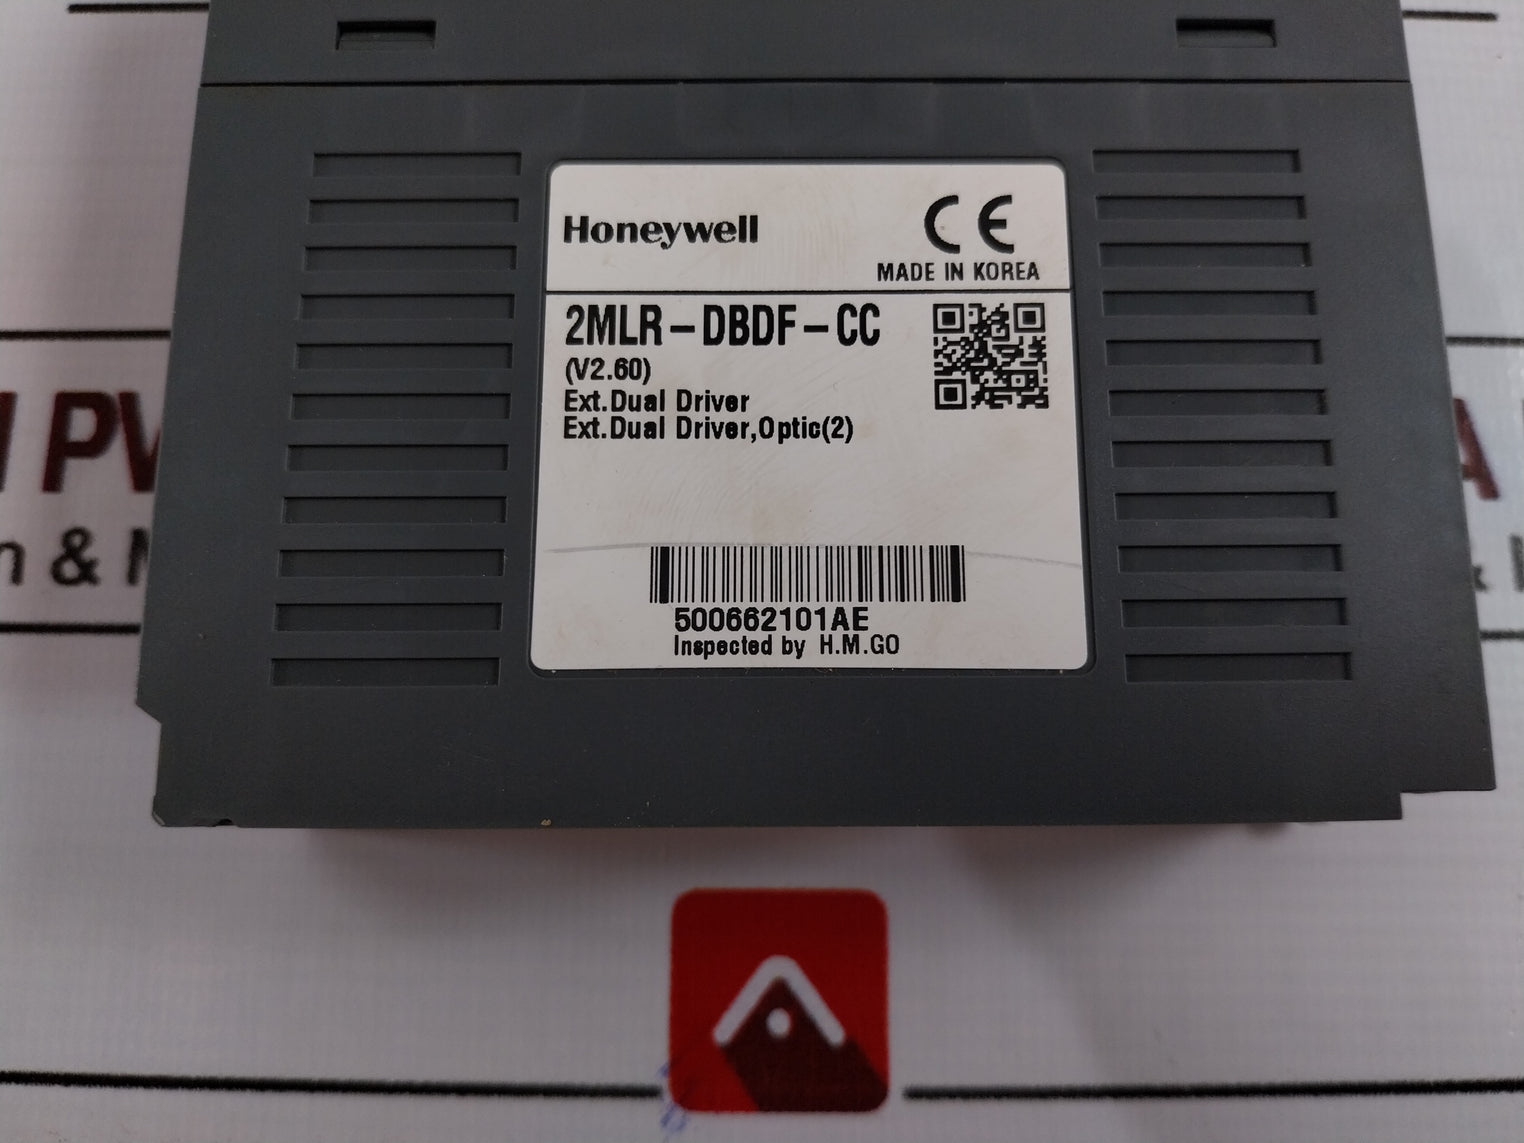 Honeywell
CE
MADE IN KOREA
2MLR-DBDF-CC
(V2.60)
Ext.Dual Driver
Ext.Dual Driver,Optic(2)
500662101AE
Inspected by H.M.GO
PV
A
n &
&